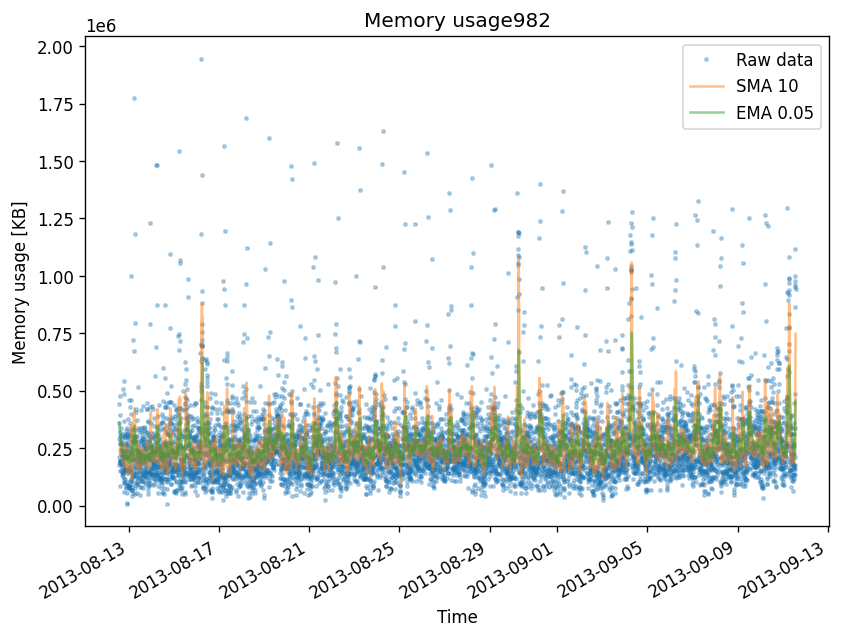 Memory usage982
1e6
2.00
1.75
1.50
1.25
1.00
0.75
0.50
0.25
0.00
Memory usage [KB]
Raw data
SMA 10
EMA 0.05
2013-08-13
2013-08-17
2013-08-21
2013-08-25
2013-08-29
2013-09-01
2013-09-05
2013-09-09
2013-09-13
Time